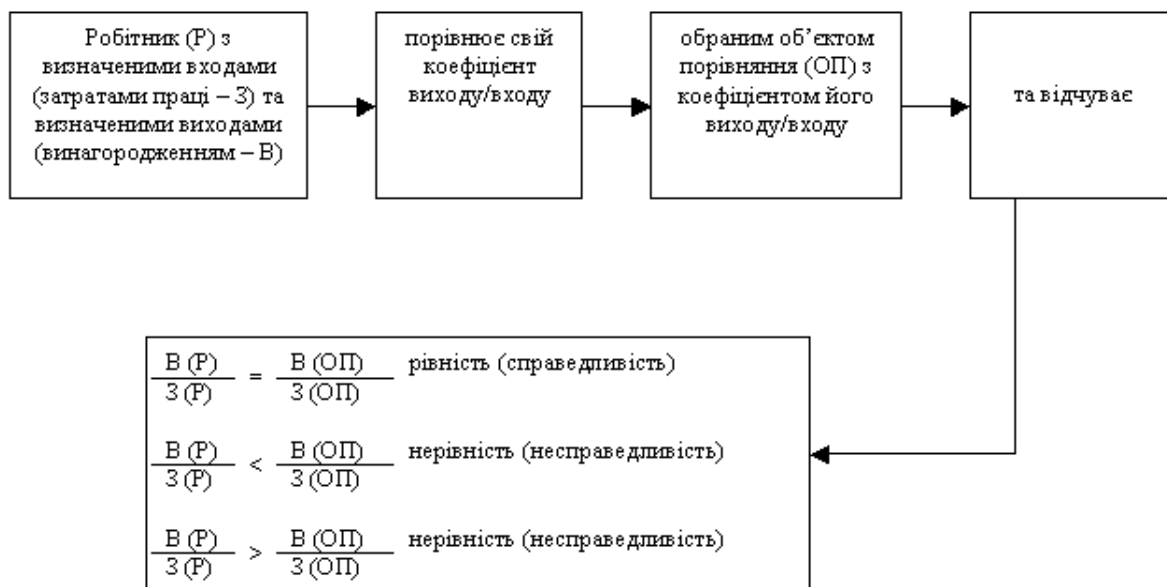 Робітник (Р) з
визначеними входами
(затратами праці – З) та
визначеними виходами
(винагородженням – В)
порівнює свій
коефіцієнт
виходу/входу
обраним об’єктом
порівняння (ОП) з
коефіцієнтом його
виходу/входу
та відчуває
В (Р) / З (Р) = В (ОП) / З (ОП) рівність (справедливість)
В (Р) / З (Р) < В (ОП) / З (ОП) нерівність (несправедливість)
В (Р) / З (Р) > В (ОП) / З (ОП) нерівність (несправедливість)